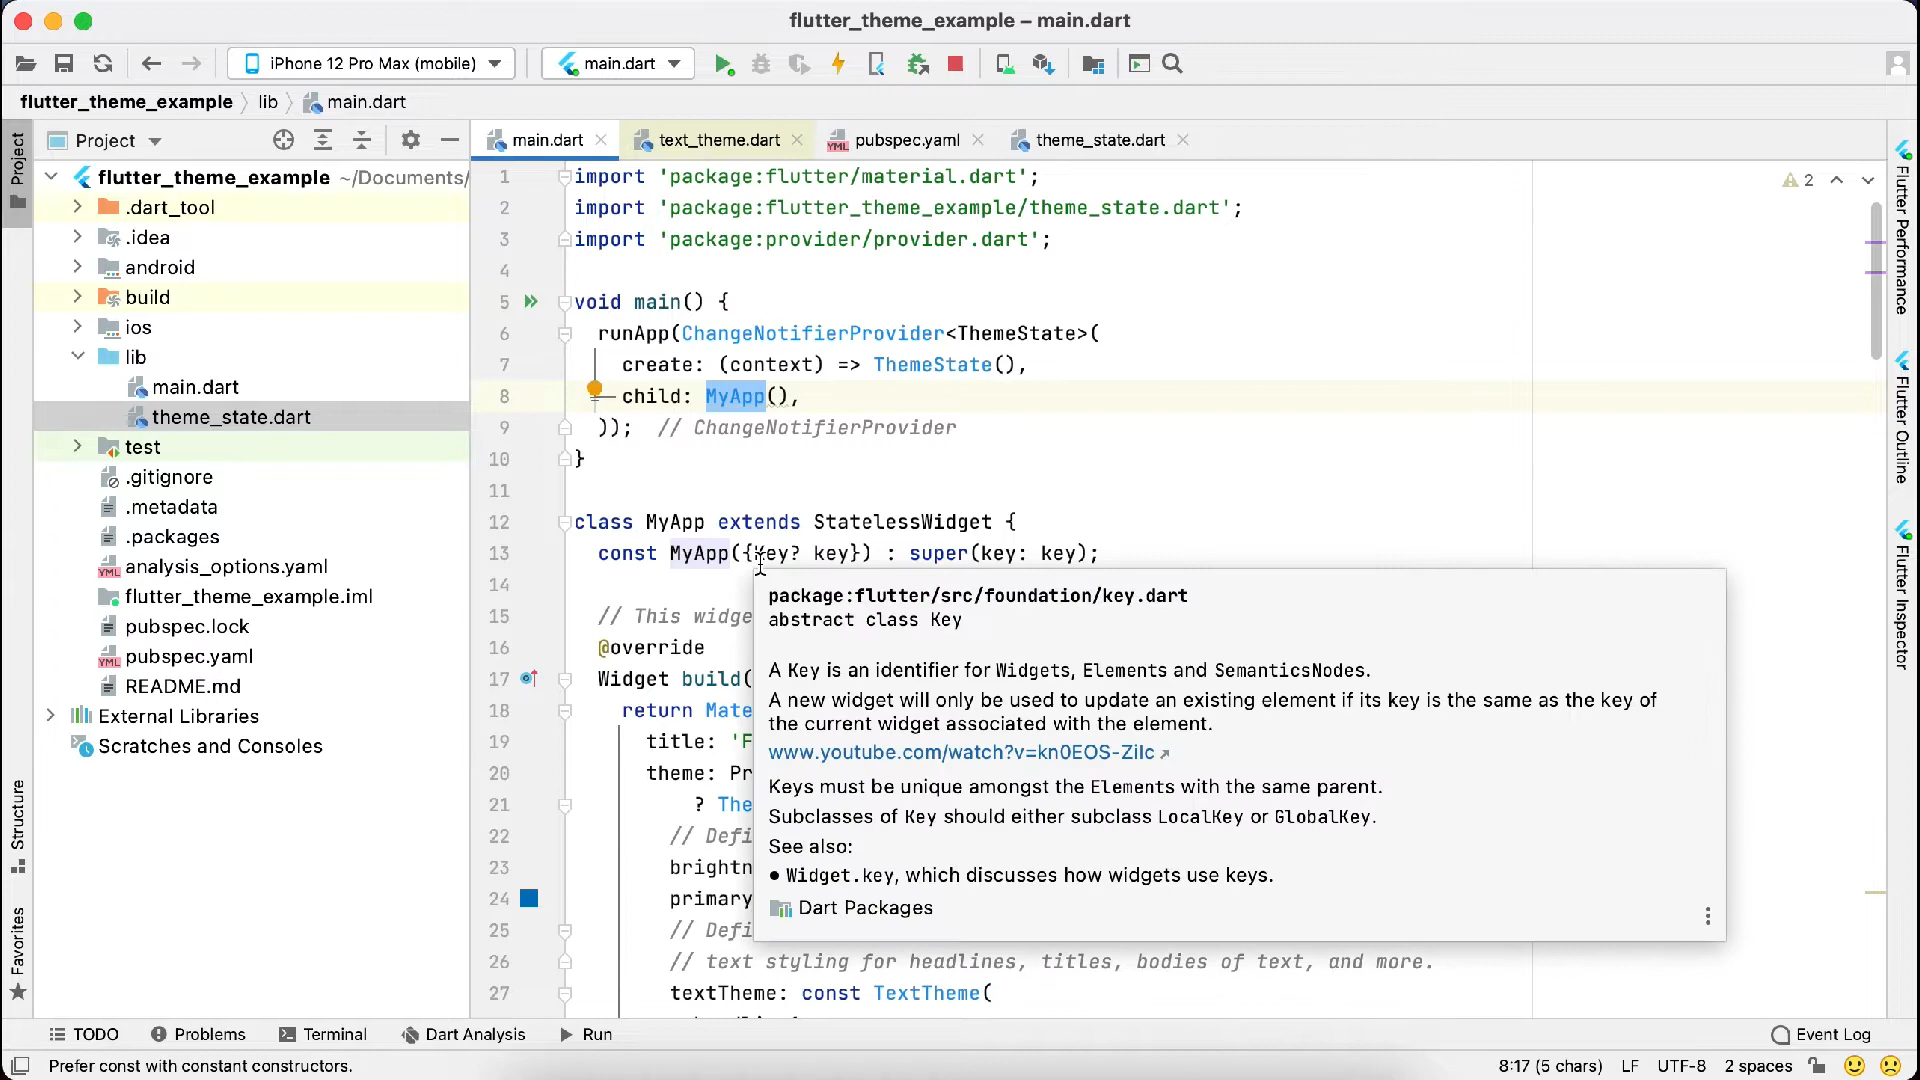 flutter_theme_example – main.dart
iPhone 12 Pro Max (mobile)
main.dart
flutter_theme_example
lib
main.dart
Project
Project
main.dart
text_theme.dart
pubspec.yaml
theme_state.dart
flutter_theme_example ~/Documents/
.dart_tool
.idea
android
build
ios
lib
main.dart
theme_state.dart
test
.gitignore
.metadata
.packages
analysis_options.yaml
flutter_theme_example.iml
pubspec.lock
pubspec.yaml
README.md
External Libraries
Scratches and Consoles
Structure
Favorites
2
1 import 'package:flutter/material.dart';
2 import 'package:flutter_theme_example/theme_state.dart';
3 import 'package:provider/provider.dart';
4
5 void main() {
6 runApp(ChangeNotifierProvider<ThemeState>(
7 create: (context) => ThemeState(),
8 child: MyApp(),
9 )); // ChangeNotifierProvider
10 }
11
12 class MyApp extends StatelessWidget {
13 const MyApp({Key? key}) : super(key: key);
14
15 // This widge
16 @override
17 Widget build(
18 return Mate
19 title: 'F
20 theme: Pr
21 ? The
22 // Defi
23 brightn
24 primary
25 // Defi
26 // text styling for headlines, titles, bodies of text, and more.
27 textTheme: const TextTheme(
package:flutter/src/foundation/key.dart
abstract class Key
A Key is an identifier for Widgets, Elements and SemanticsNodes.
A new widget will only be used to update an existing element if its key is the same as the key of
the current widget associated with the element.
www.youtube.com/watch?v=kn0EOS-ZiIc
Keys must be unique amongst the Elements with the same parent.
Subclasses of Key should either subclass LocalKey or GlobalKey.
See also:
• Widget.key, which discusses how widgets use keys.
Dart Packages
Flutter Performance
Flutter Outline
Flutter Inspector
TODO
Problems
Terminal
Dart Analysis
Run
Event Log
Prefer const with constant constructors.
8:17 (5 chars)
LF
UTF-8
2 spaces